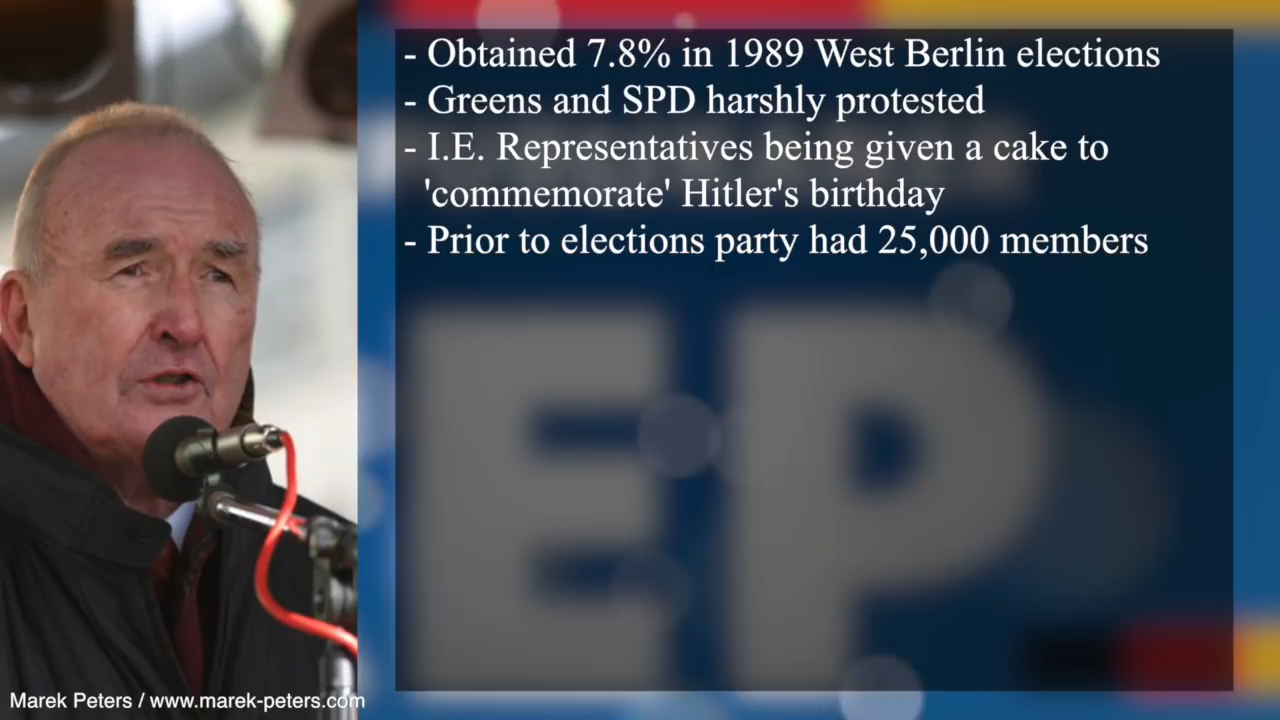 - Obtained 7.8% in 1989 West Berlin elections
- Greens and SPD harshly protested
- I.E. Representatives being given a cake to
'commemorate' Hitler's birthday
- Prior to elections party had 25,000 members
EP
Marek Peters / www.marek-peters.com